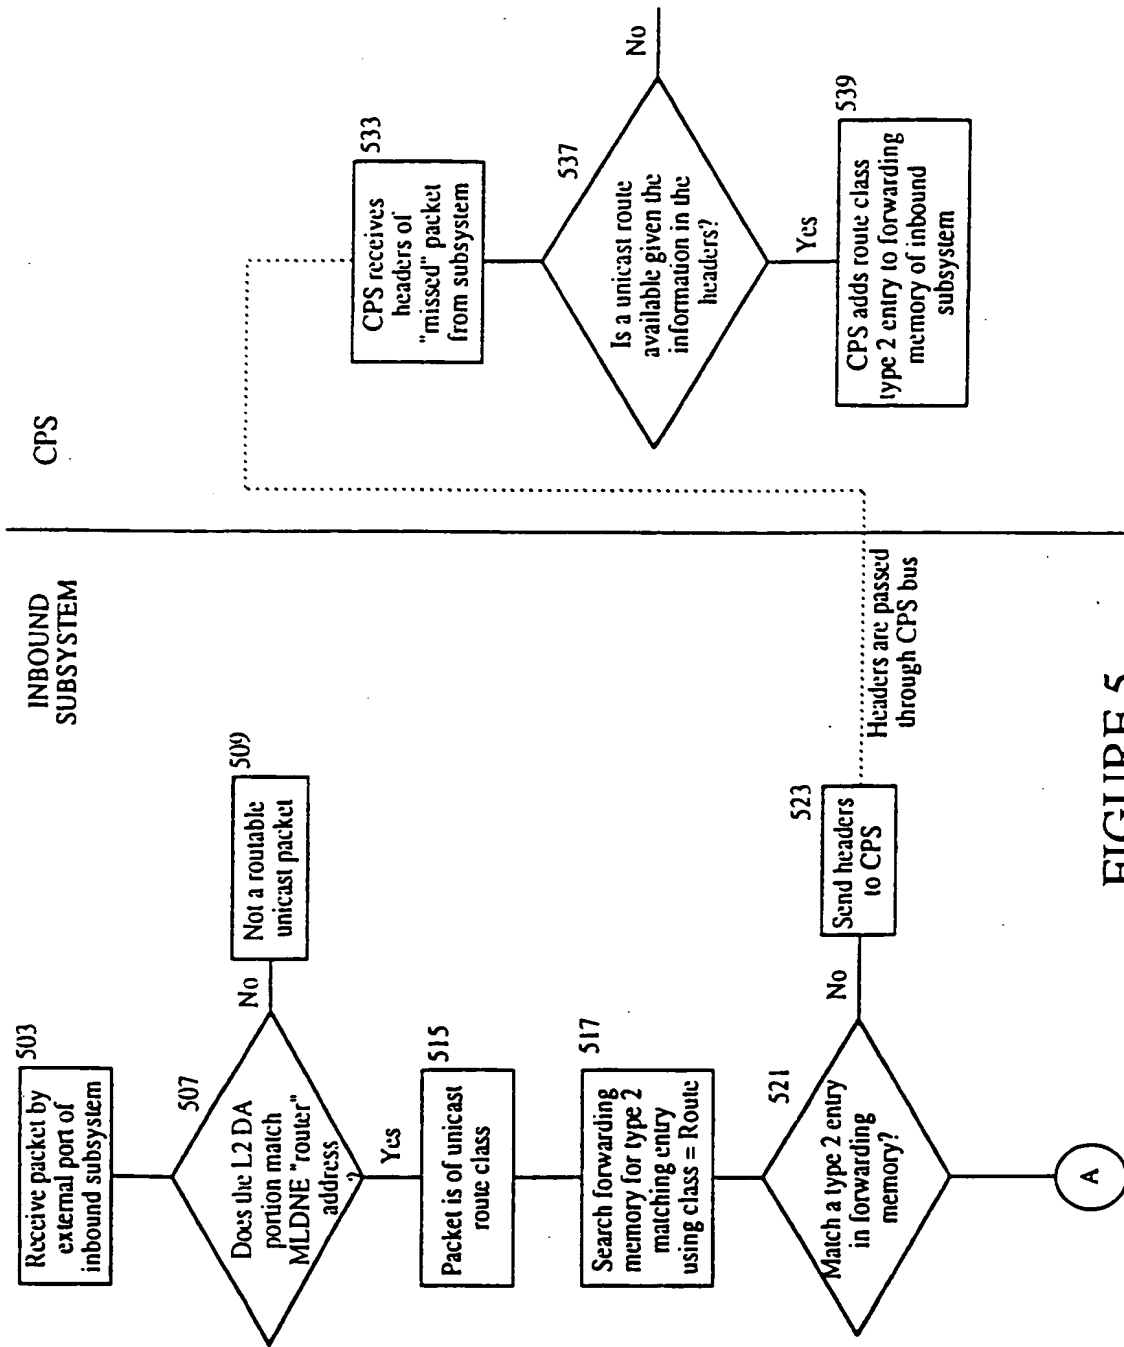 INBOUND
SUBSYSTEM
503
Receive packet by
external port of
inbound subsystem
507
Does the L2 DA
portion match
MLDNE "router"
address
?
No
509
Not a routable
unicast packet
Yes
515
Packet is of unicast
route class
517
Search forwarding
memory for type 2
matching entry
using class = Route
521
Match a type 2 entry
in forwarding
memory?
No
523
Send headers
to CPS
A
Headers are passed
through CPS bus
CPS
533
CPS receives
headers of
"missed" packet
from subsystem
537
Is a unicast route
available given the
information in the
headers?
No
Yes
539
CPS adds route class
type 2 entry to forwarding
memory of inbound
subsystem
FIGURE 5